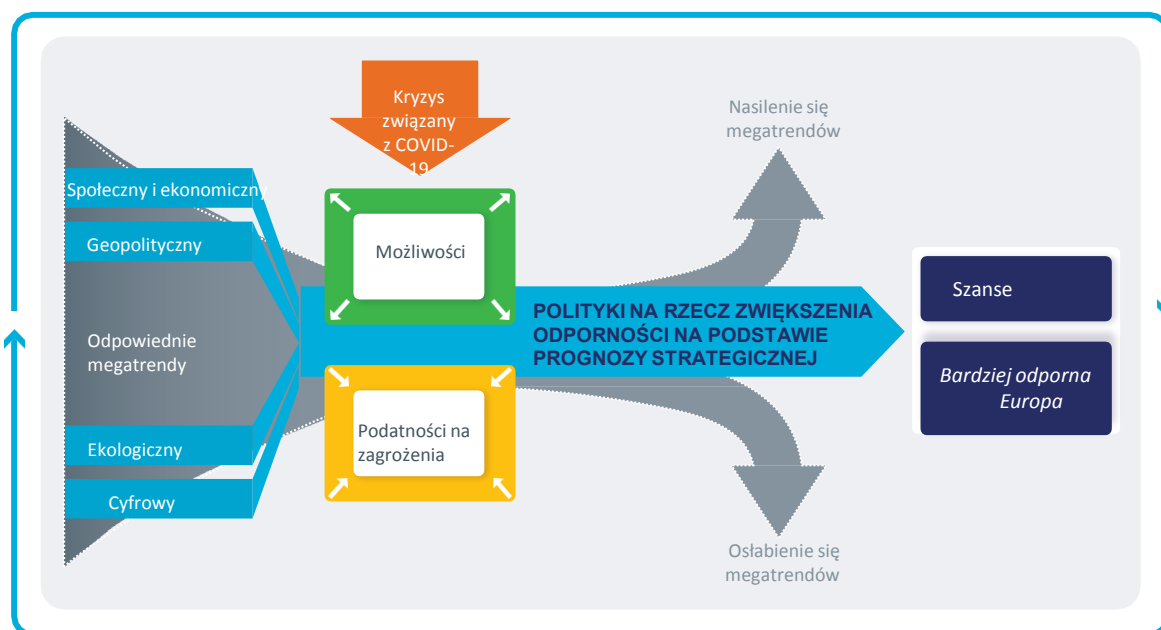 Kryzys
związany
z COVID-
19
Nasilenie się
megatrendów
Społeczny i ekonomiczny
Geopolityczny
Możliwości
Odpowiednie
megatrendy
POLITYKI NA RZECZ ZWIĘKSZENIA
ODPORNOŚCI NA PODSTAWIE
PROGNOZY STRATEGICZNEJ
Szanse
Bardziej odporna
Europa
Ekologiczny
Cyfrowy
Podatności na
zagrożenia
Osłabienie się
megatrendów